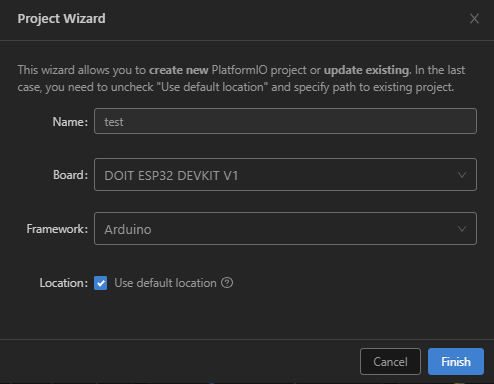 Project Wizard
This wizard allows you to create new PlatformIO project or update existing. In the last
case, you need to uncheck "Use default location" and specify path to existing project.
Name: test
Board: DOIT ESP32 DEVKIT V1
Framework: Arduino
Location: Use default location
Cancel Finish